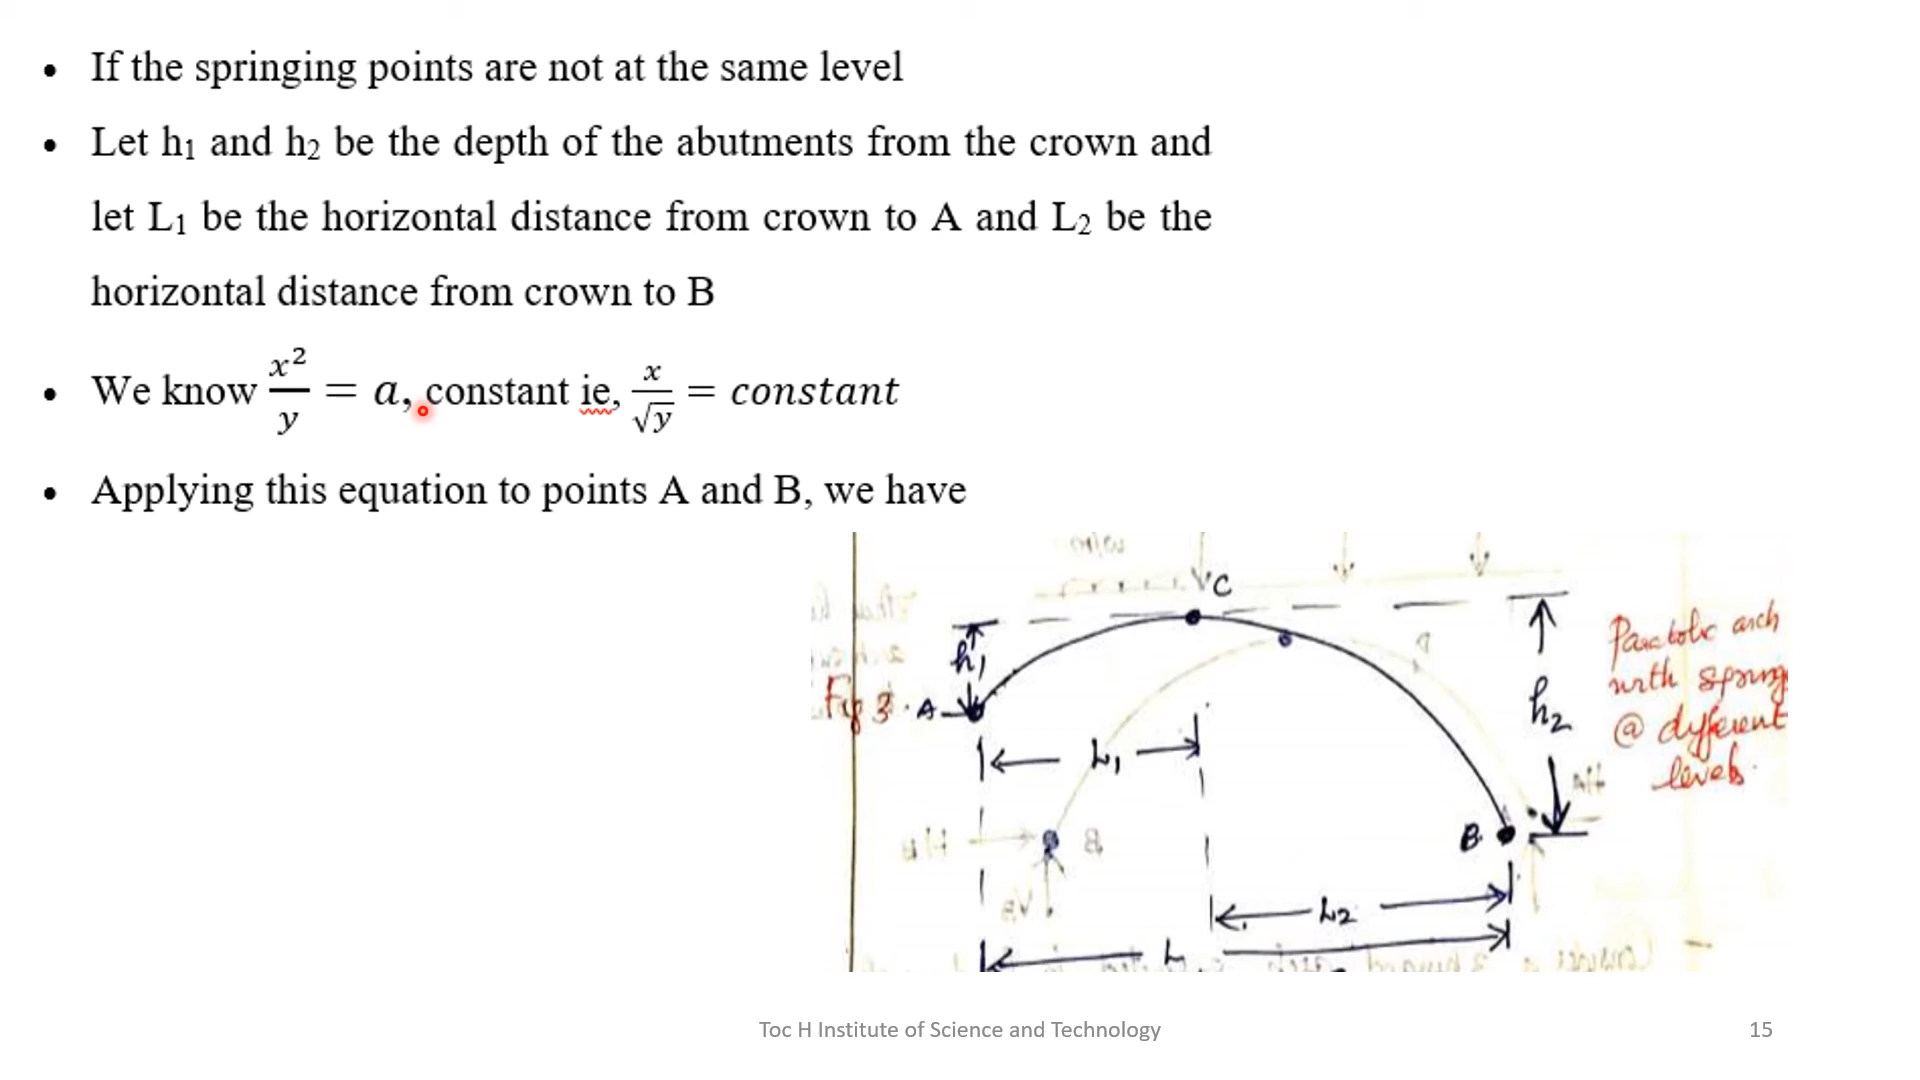 • If the springing points are not at the same level
• Let h₁ and h₂ be the depth of the abutments from the crown and
let L₁ be the horizontal distance from crown to A and L₂ be the
horizontal distance from crown to B
• We know x²/y = a, constant ie, x/√y = constant
• Applying this equation to points A and B, we have
C
h₁
h₂
Fig 3.
A
L₁
B
L₂
L
Parabolic arch
with spring
@ different
levels.
Toc H Institute of Science and Technology
15